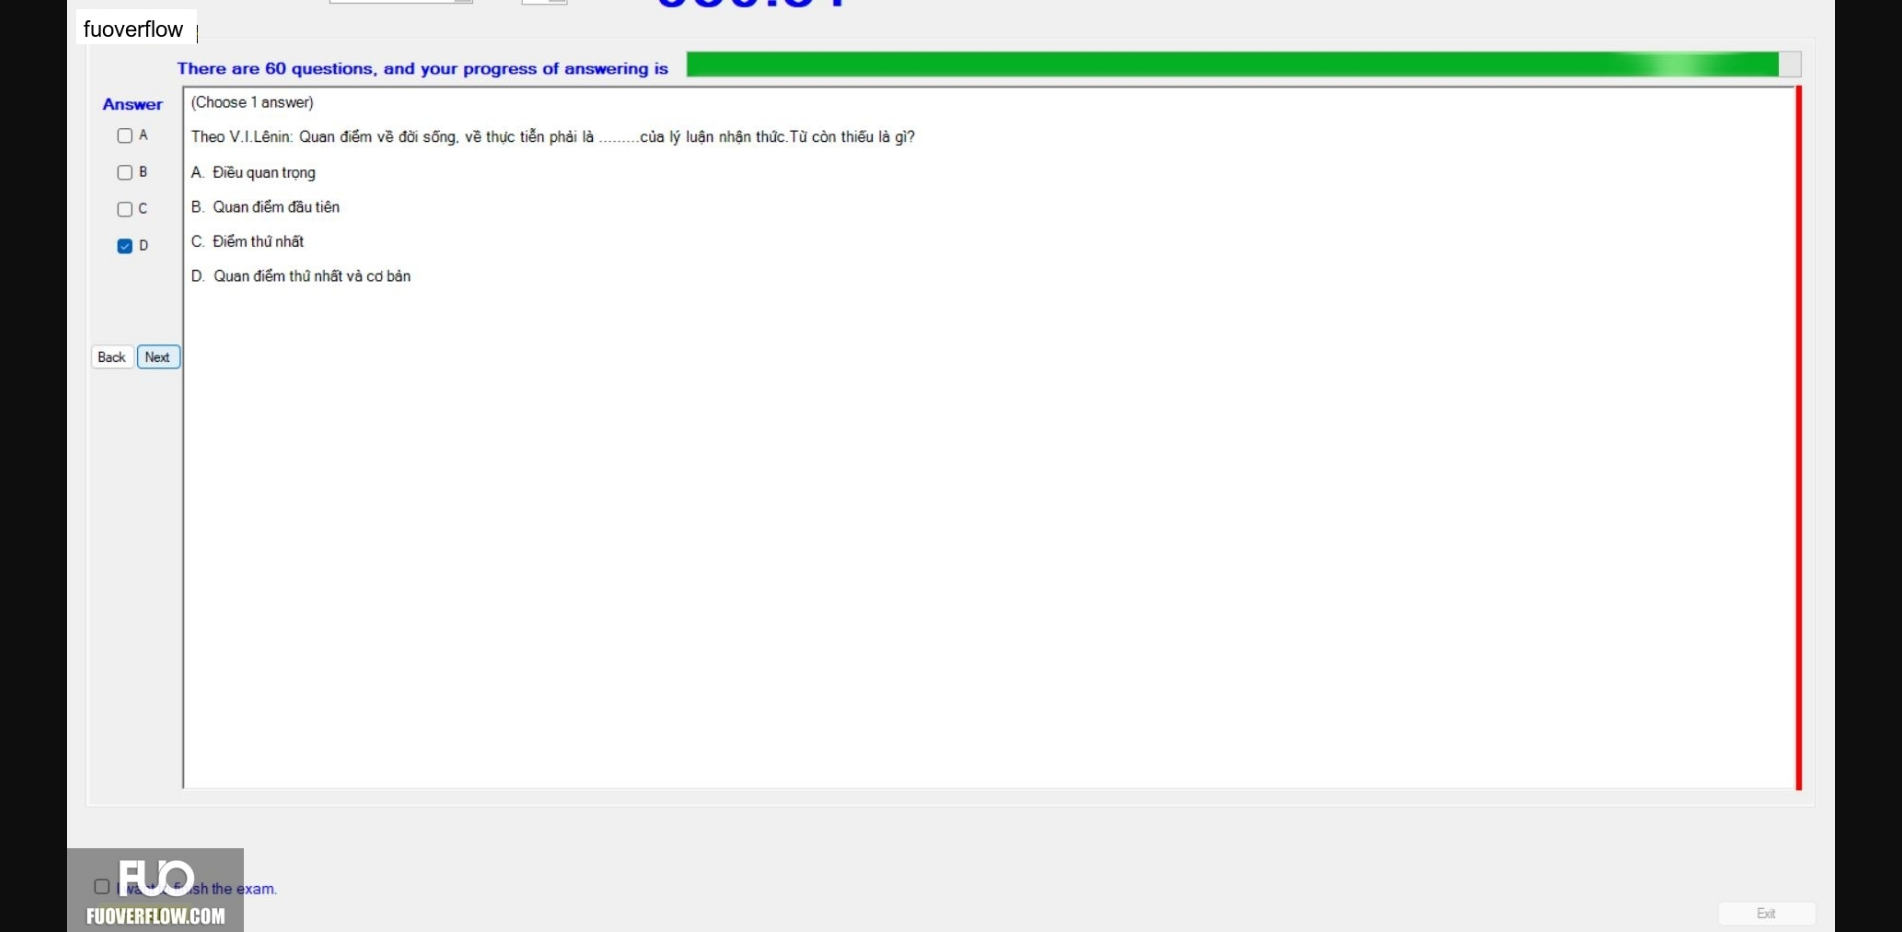 fuoverflow
There are 60 questions, and your progress of answering is
Answer
(Choose 1 answer)
A
Theo V.I.Lênin: Quan điểm về đời sống, về thực tiễn phải là .........của lý luận nhận thức.Từ còn thiếu là gì?
B
A. Điều quan trọng
C
B. Quan điểm đầu tiên
D
C. Điểm thứ nhất
D. Quan điểm thứ nhất và cơ bản
Back Next
FUO
I want finish the exam.
FUOVERFLOW.COM
Exit